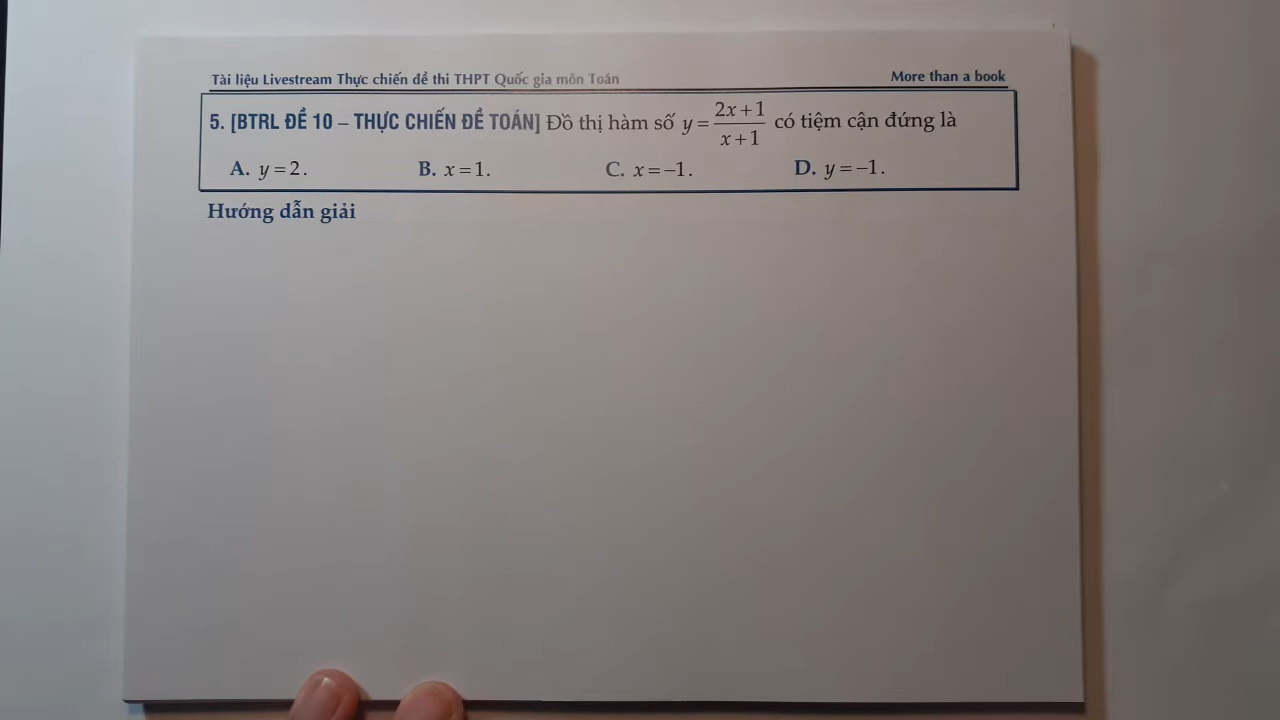 Tài liệu Livestream Thực chiến đề thi THPT Quốc gia môn Toán More than a book
5. [BTRL ĐỀ 10 – THỰC CHIẾN ĐỀ TOÁN] Đồ thị hàm số y = (2x+1)/(x+1) có tiệm cận đứng là
A. y = 2. B. x = 1. C. x = −1. D. y = −1.
Hướng dẫn giải